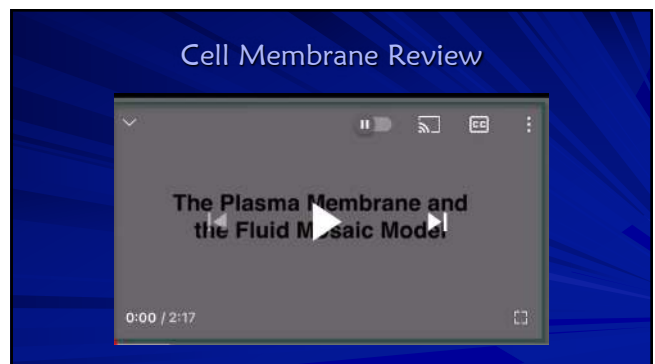 Cell Membrane Review
CC
The Plasma Membrane and
the Fluid Mosaic Model
0:00 / 2:17